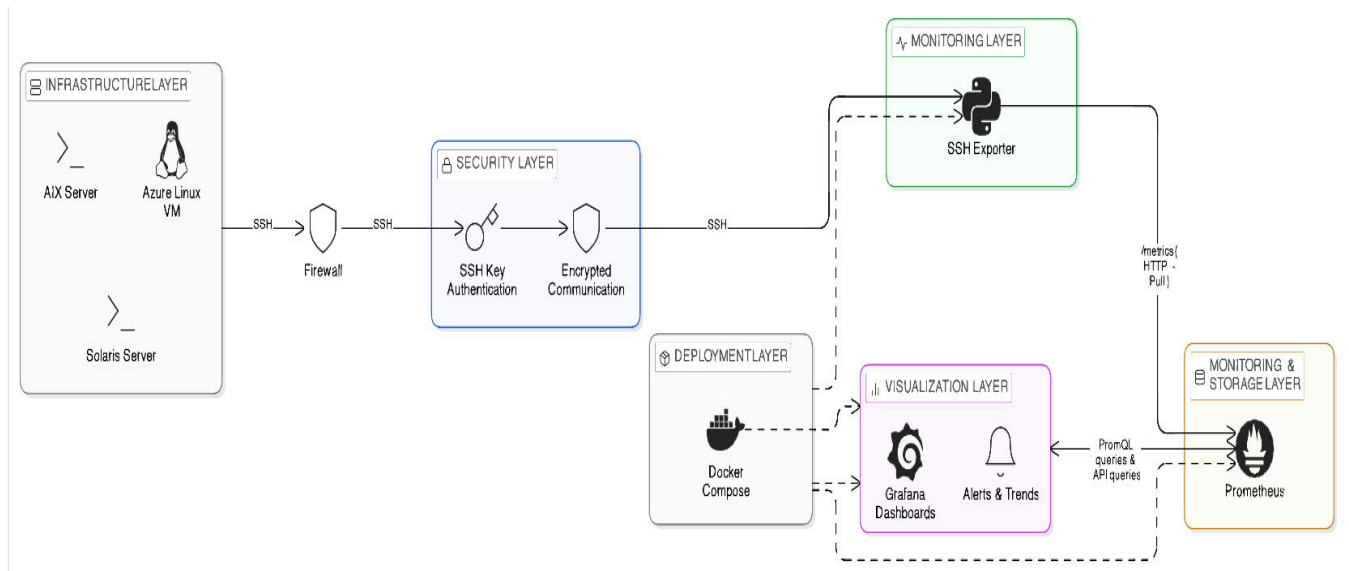 INFRASTRUCTURELAYER
AIX Server
Azure Linux
VM
Solaris Server
SSH
Firewall
SSH
SECURITY LAYER
SSH Key
Authentication
Encrypted
Communication
SSH
MONITORING LAYER
SSH Exporter
/metrics(
HTTP -
Pull)
DEPLOYMENTLAYER
Docker
Compose
VISUALIZATION LAYER
Grafana
Dashboards
Alerts & Trends
PromQL
queries &
API queries
MONITORING &
STORAGE LAYER
Prometheus